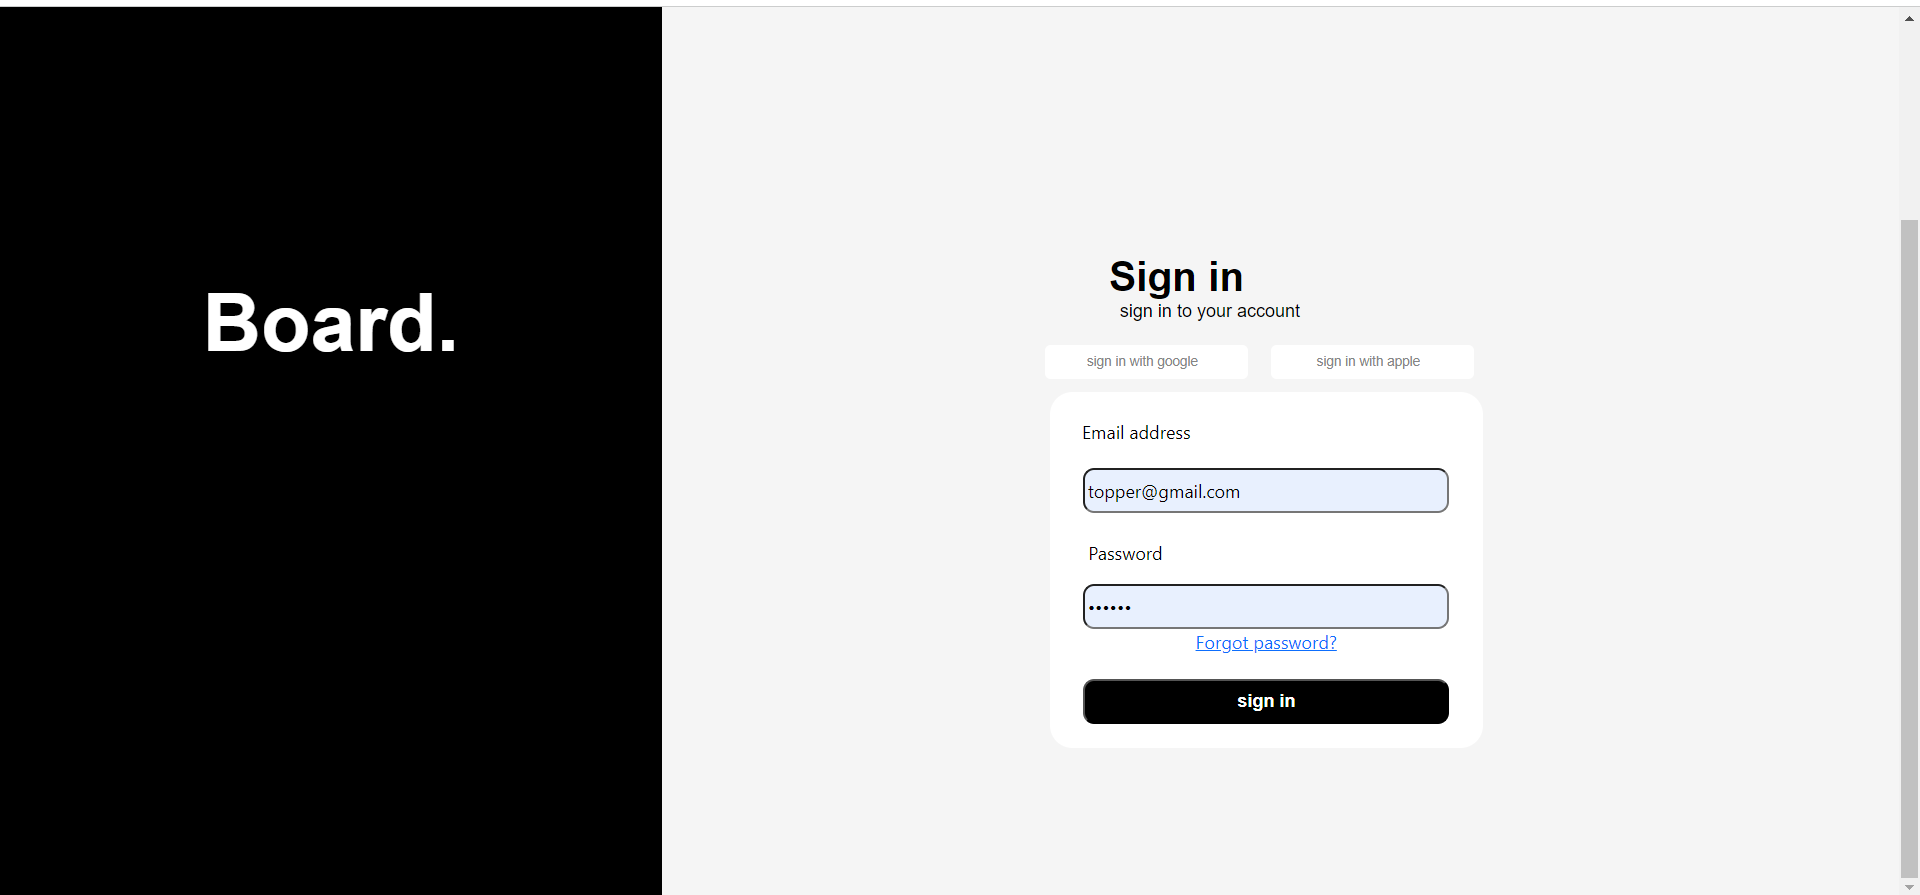 Board.
Sign in
sign in to your account
sign in with google
sign in with apple
Email address
topper@gmail.com
Password
••••••
Forgot password?
sign in